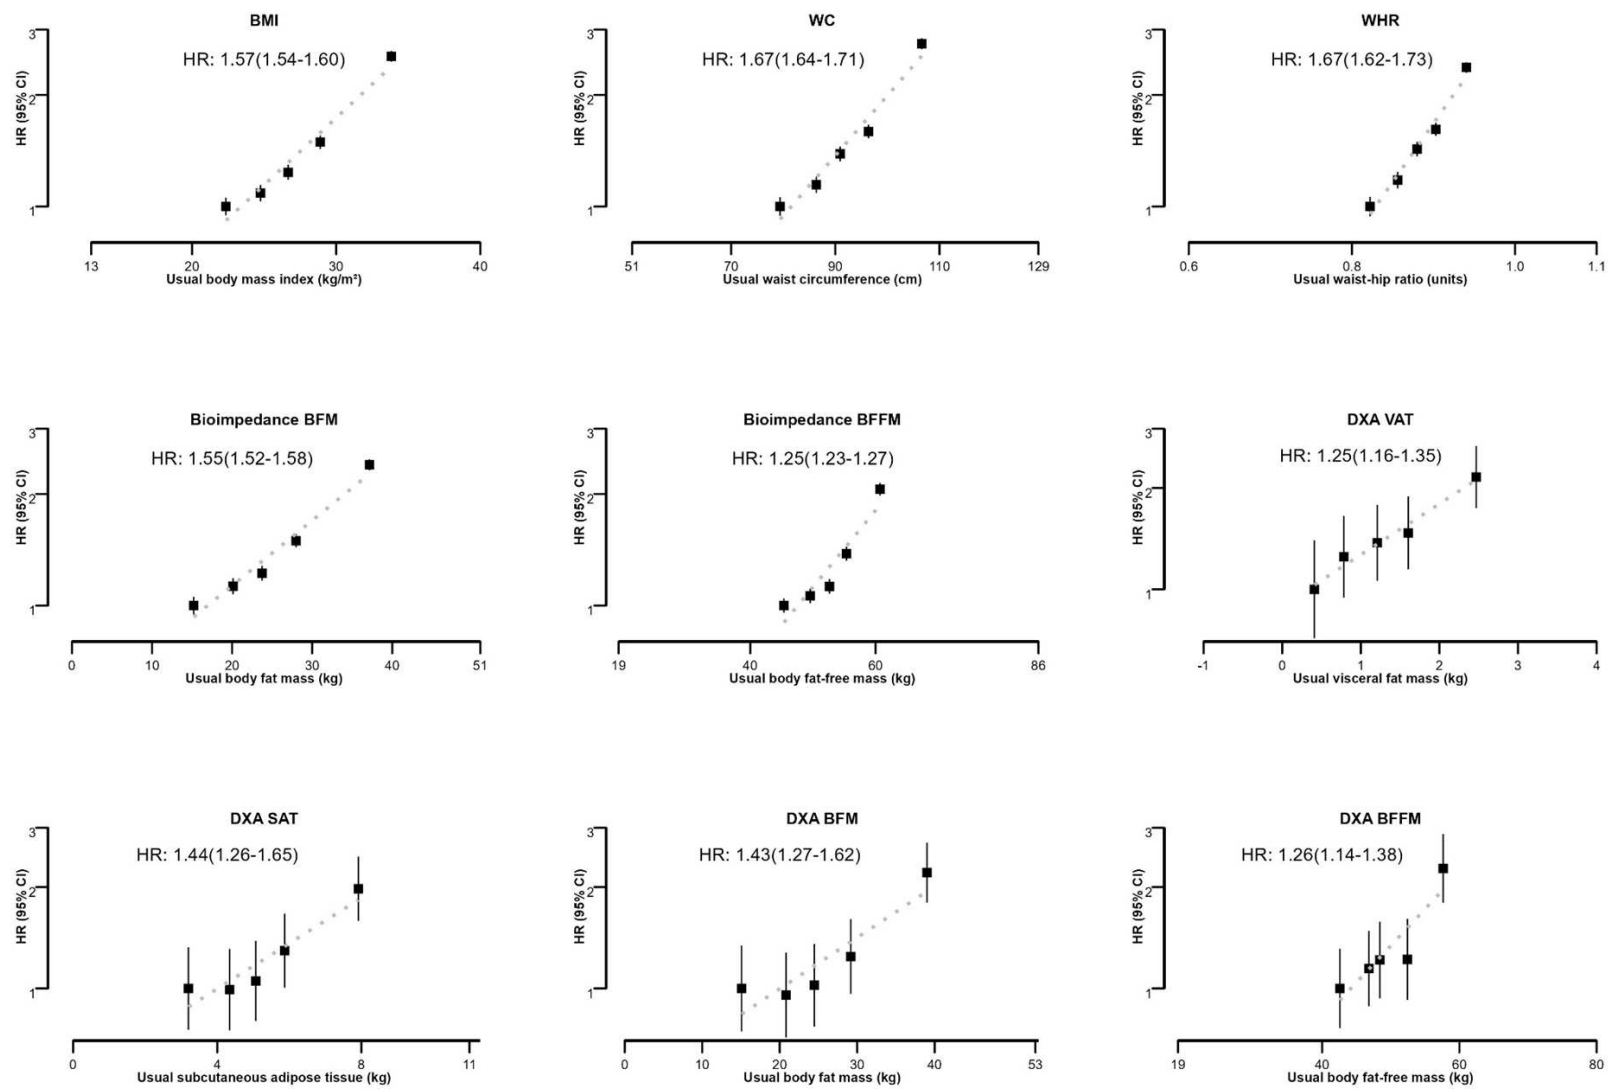 BMI
HR: 1.57(1.54-1.60)
HR (95% CI)
3
2
1
13 20 30 40
Usual body mass index (kg/m²)
WC
HR: 1.67(1.64-1.71)
HR (95% CI)
3
2
1
51 70 90 110 129
Usual waist circumference (cm)
WHR
HR: 1.67(1.62-1.73)
HR (95% CI)
3
2
1
0.6 0.8 1.0 1.1
Usual waist-hip ratio (units)
Bioimpedance BFM
HR: 1.55(1.52-1.58)
HR (95% CI)
3
2
1
0 10 20 30 40 51
Usual body fat mass (kg)
Bioimpedance BFFM
HR: 1.25(1.23-1.27)
HR (95% CI)
3
2
1
19 40 60 86
Usual body fat-free mass (kg)
DXA VAT
HR: 1.25(1.16-1.35)
HR (95% CI)
3
2
1
-1 0 1 2 3 4
Usual visceral fat mass (kg)
DXA SAT
HR: 1.44(1.26-1.65)
HR (95% CI)
3
2
1
0 4 8 11
Usual subcutaneous adipose tissue (kg)
DXA BFM
HR: 1.43(1.27-1.62)
HR (95% CI)
3
2
1
0 10 20 30 40 53
Usual body fat mass (kg)
DXA BFFM
HR: 1.26(1.14-1.38)
HR (95% CI)
3
2
1
19 40 60 80
Usual body fat-free mass (kg)